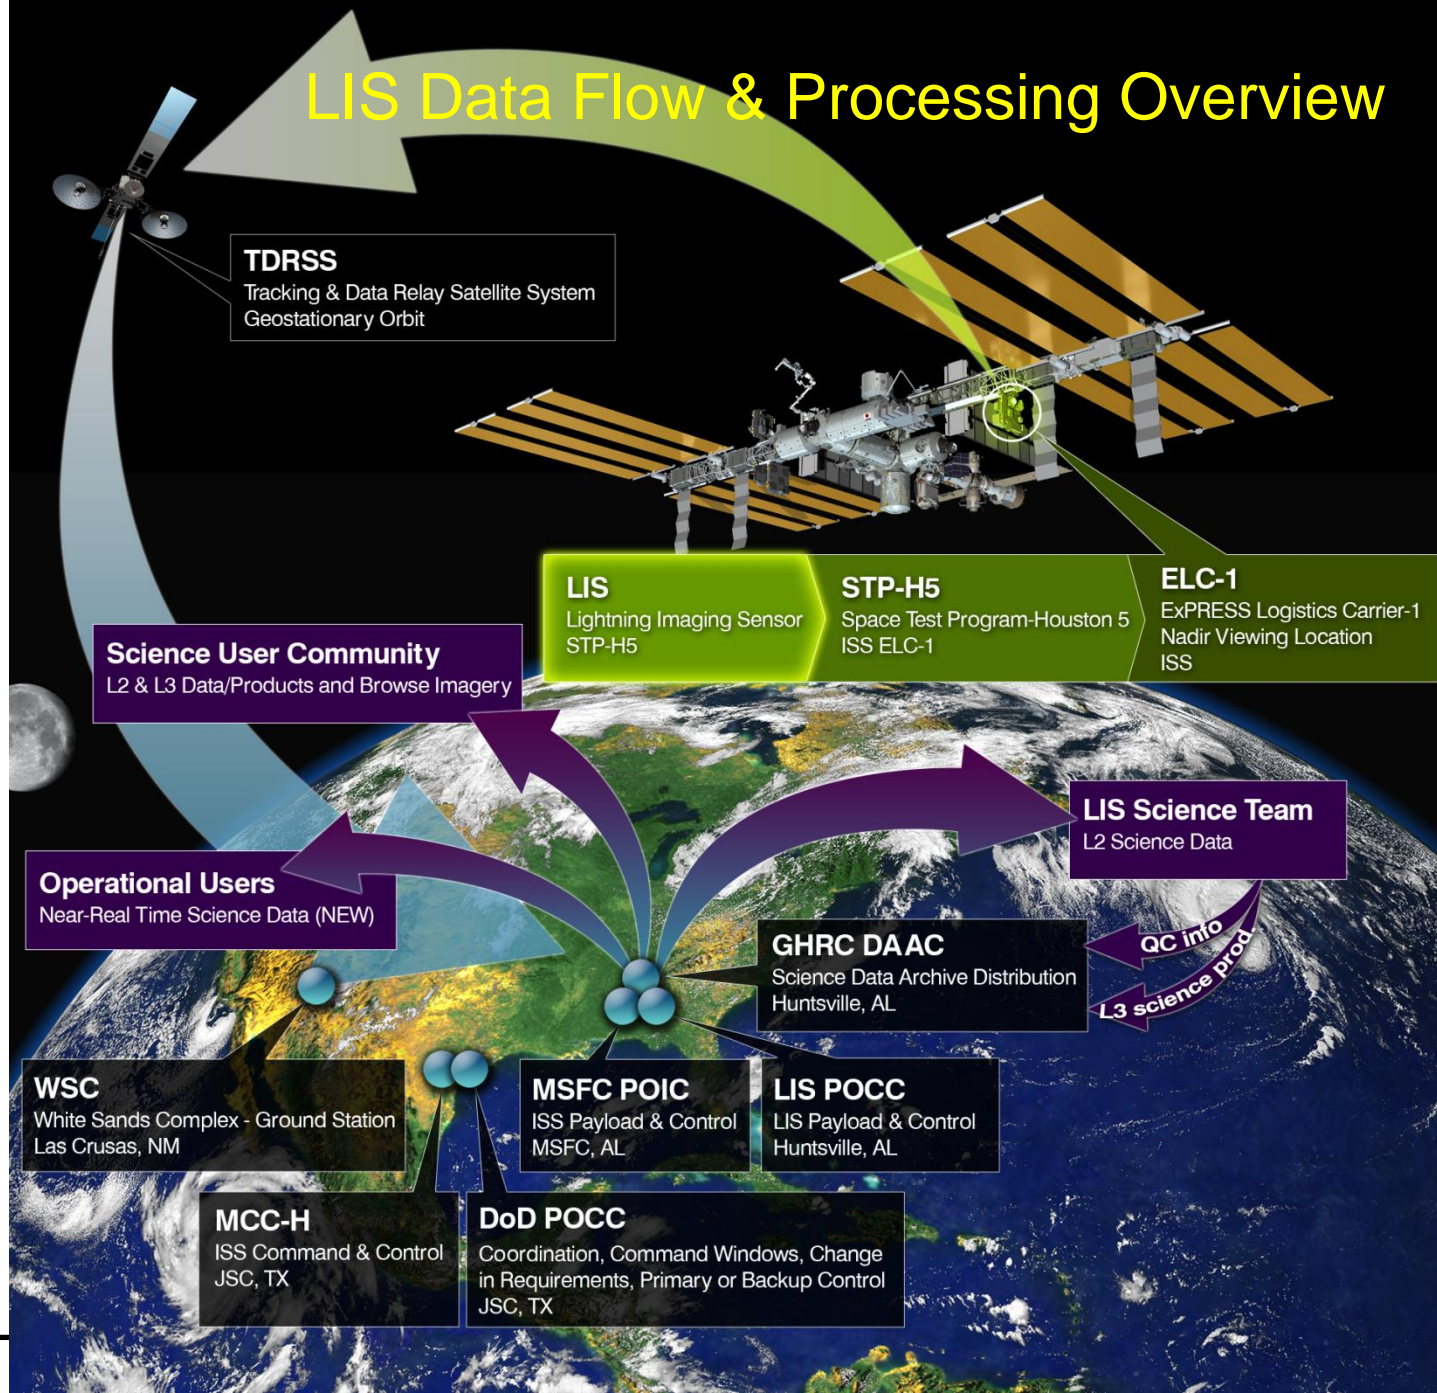 LIS Data Flow & Processing Overview
TDRSS
Tracking & Data Relay Satellite System
Geostationary Orbit
LIS
Lightning Imaging Sensor
STP-H5
STP-H5
Space Test Program-Houston 5
ISS ELC-1
ELC-1
ExPRESS Logistics Carrier-1
Nadir Viewing Location
ISS
Science User Community
L2 & L3 Data/Products and Browse Imagery
LIS Science Team
L2 Science Data
Operational Users
Near-Real Time Science Data (NEW)
QC info
L3 science prod
GHRC DAAC
Science Data Archive Distribution
Huntsville, AL
WSC
White Sands Complex - Ground Station
Las Crusas, NM
MSFC POIC
ISS Payload & Control
MSFC, AL
LIS POCC
LIS Payload & Control
Huntsville, AL
MCC-H
ISS Command & Control
JSC, TX
DoD POCC
Coordination, Command Windows, Change
in Requirements, Primary or Backup Control
JSC, TX